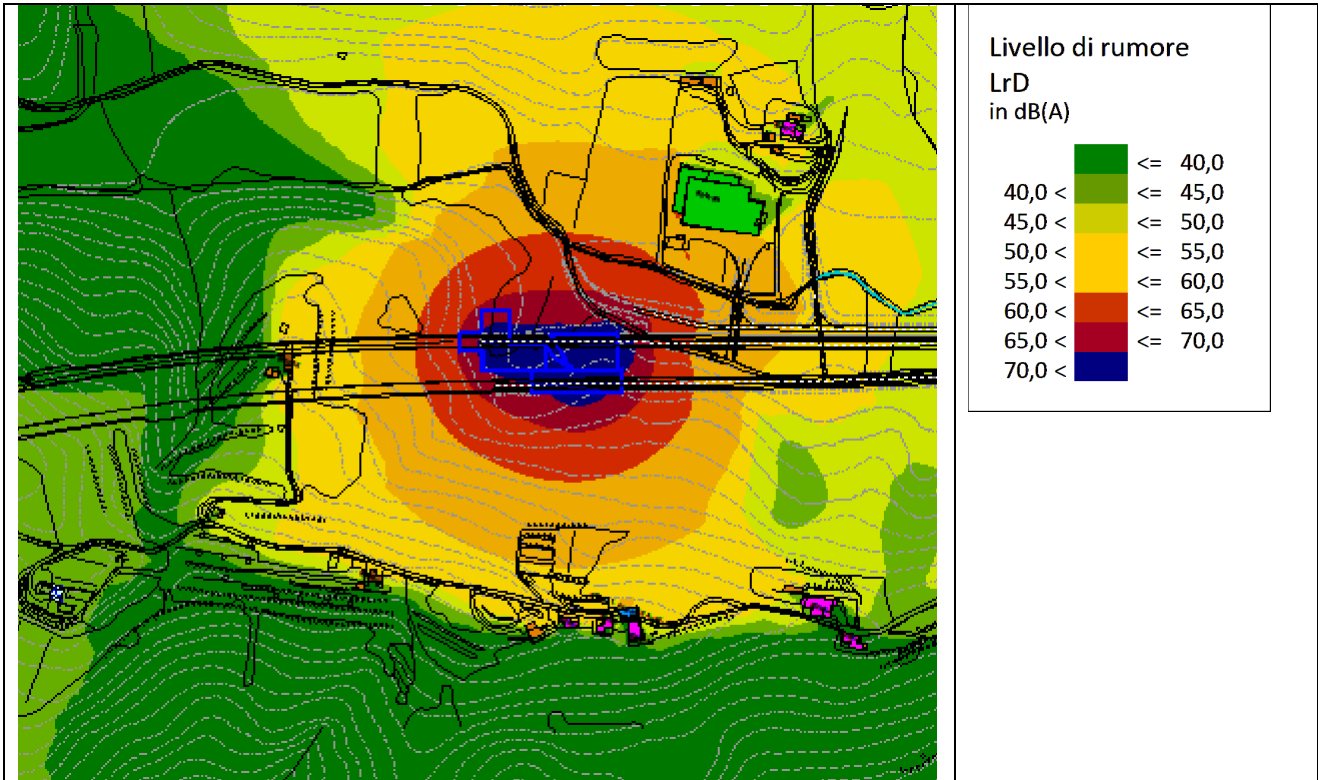 Livello di rumore
LrD
in dB(A)
<= 40,0
40,0 < <= 45,0
45,0 < <= 50,0
50,0 < <= 55,0
55,0 < <= 60,0
60,0 < <= 65,0
65,0 < <= 70,0
70,0 <